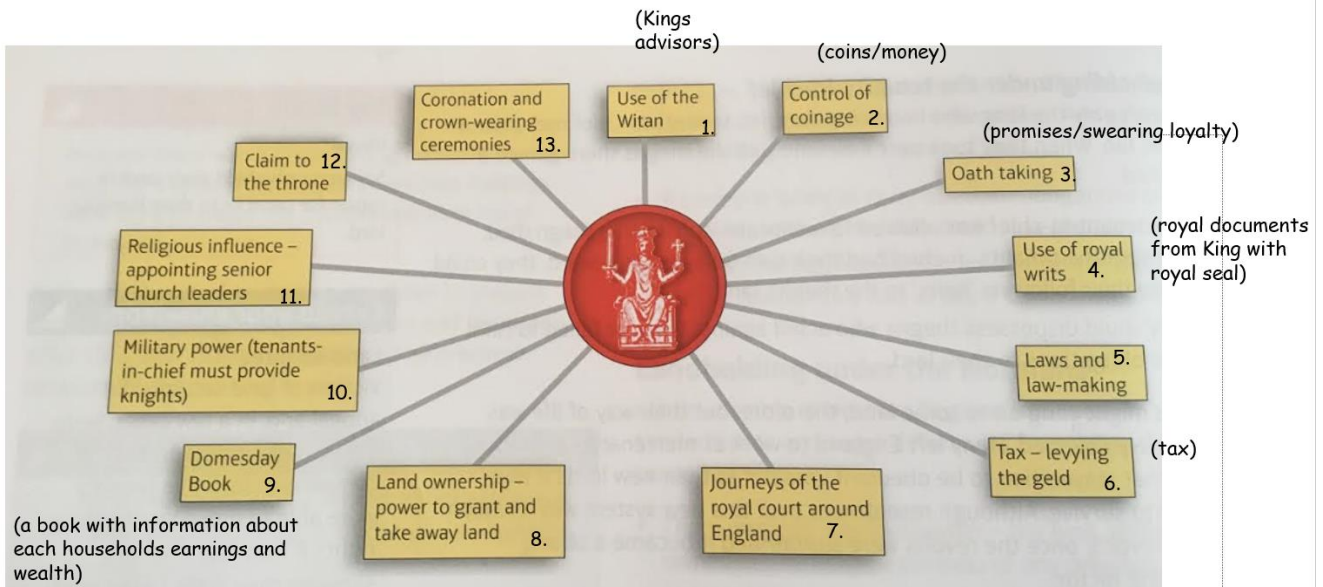 (Kings
advisors)
(coins/money)
Coronation and
crown-wearing
ceremonies 13.
Use of the
Witan 1.
Control of
coinage 2.
(promises/swearing loyalty)
Oath taking 3.
Claim to 12.
the throne
(royal documents
from King with
royal seal)
Use of royal
writs 4.
Religious influence –
appointing senior
Church leaders 11.
Laws and 5.
law-making
Military power (tenants-
in-chief must provide
knights) 10.
(tax)
Tax – levying
the geld 6.
Domesday
Book 9.
Land ownership –
power to grant and
take away land 8.
Journeys of the
royal court around
England 7.
(a book with information about
each households earnings and
wealth)